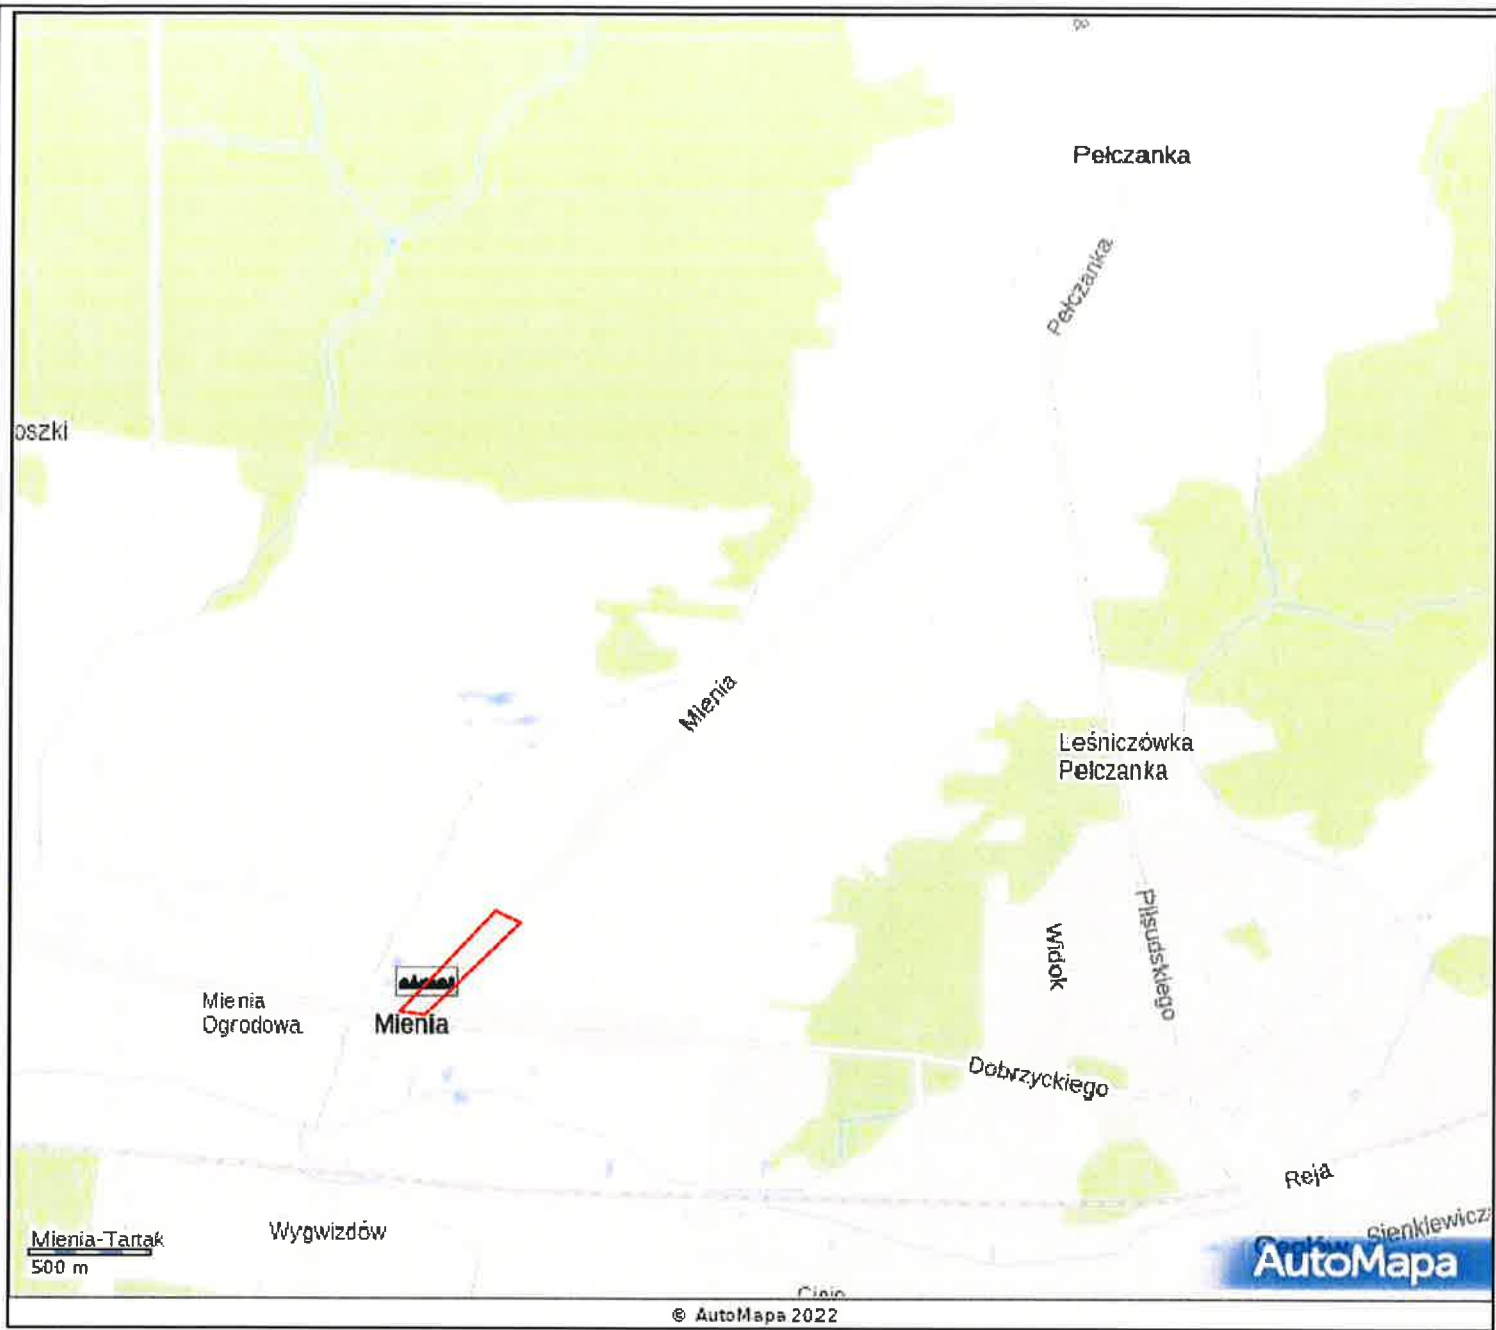 Pełczanka
Pełczanka
oszki
Mienia
Leśniczówka
Pełczanka
Widok
Piłsudskiego
Mienia
Ogrodowa
Mienia
Dobrzyckiego
Reja
Sienkiewicz
Wygwizdów
Mienia-Tartak
500 m
Cegłów
AutoMapa
© AutoMapa 2022